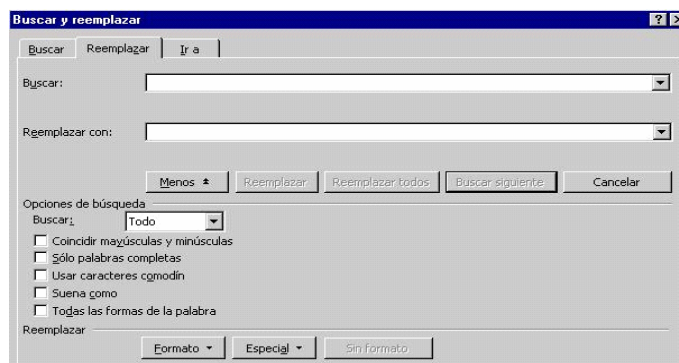 Buscar y reemplazar
Buscar Reemplazar Ir a
Buscar:
Reemplazar con:
Menos Reemplazar Reemplazar todos Buscar siguiente Cancelar
Opciones de búsqueda
Buscar: Todo
Coincidir mayúsculas y minúsculas
Sólo palabras completas
Usar caracteres comodín
Suena como
Todas las formas de la palabra
Reemplazar
Formato Especial Sin formato